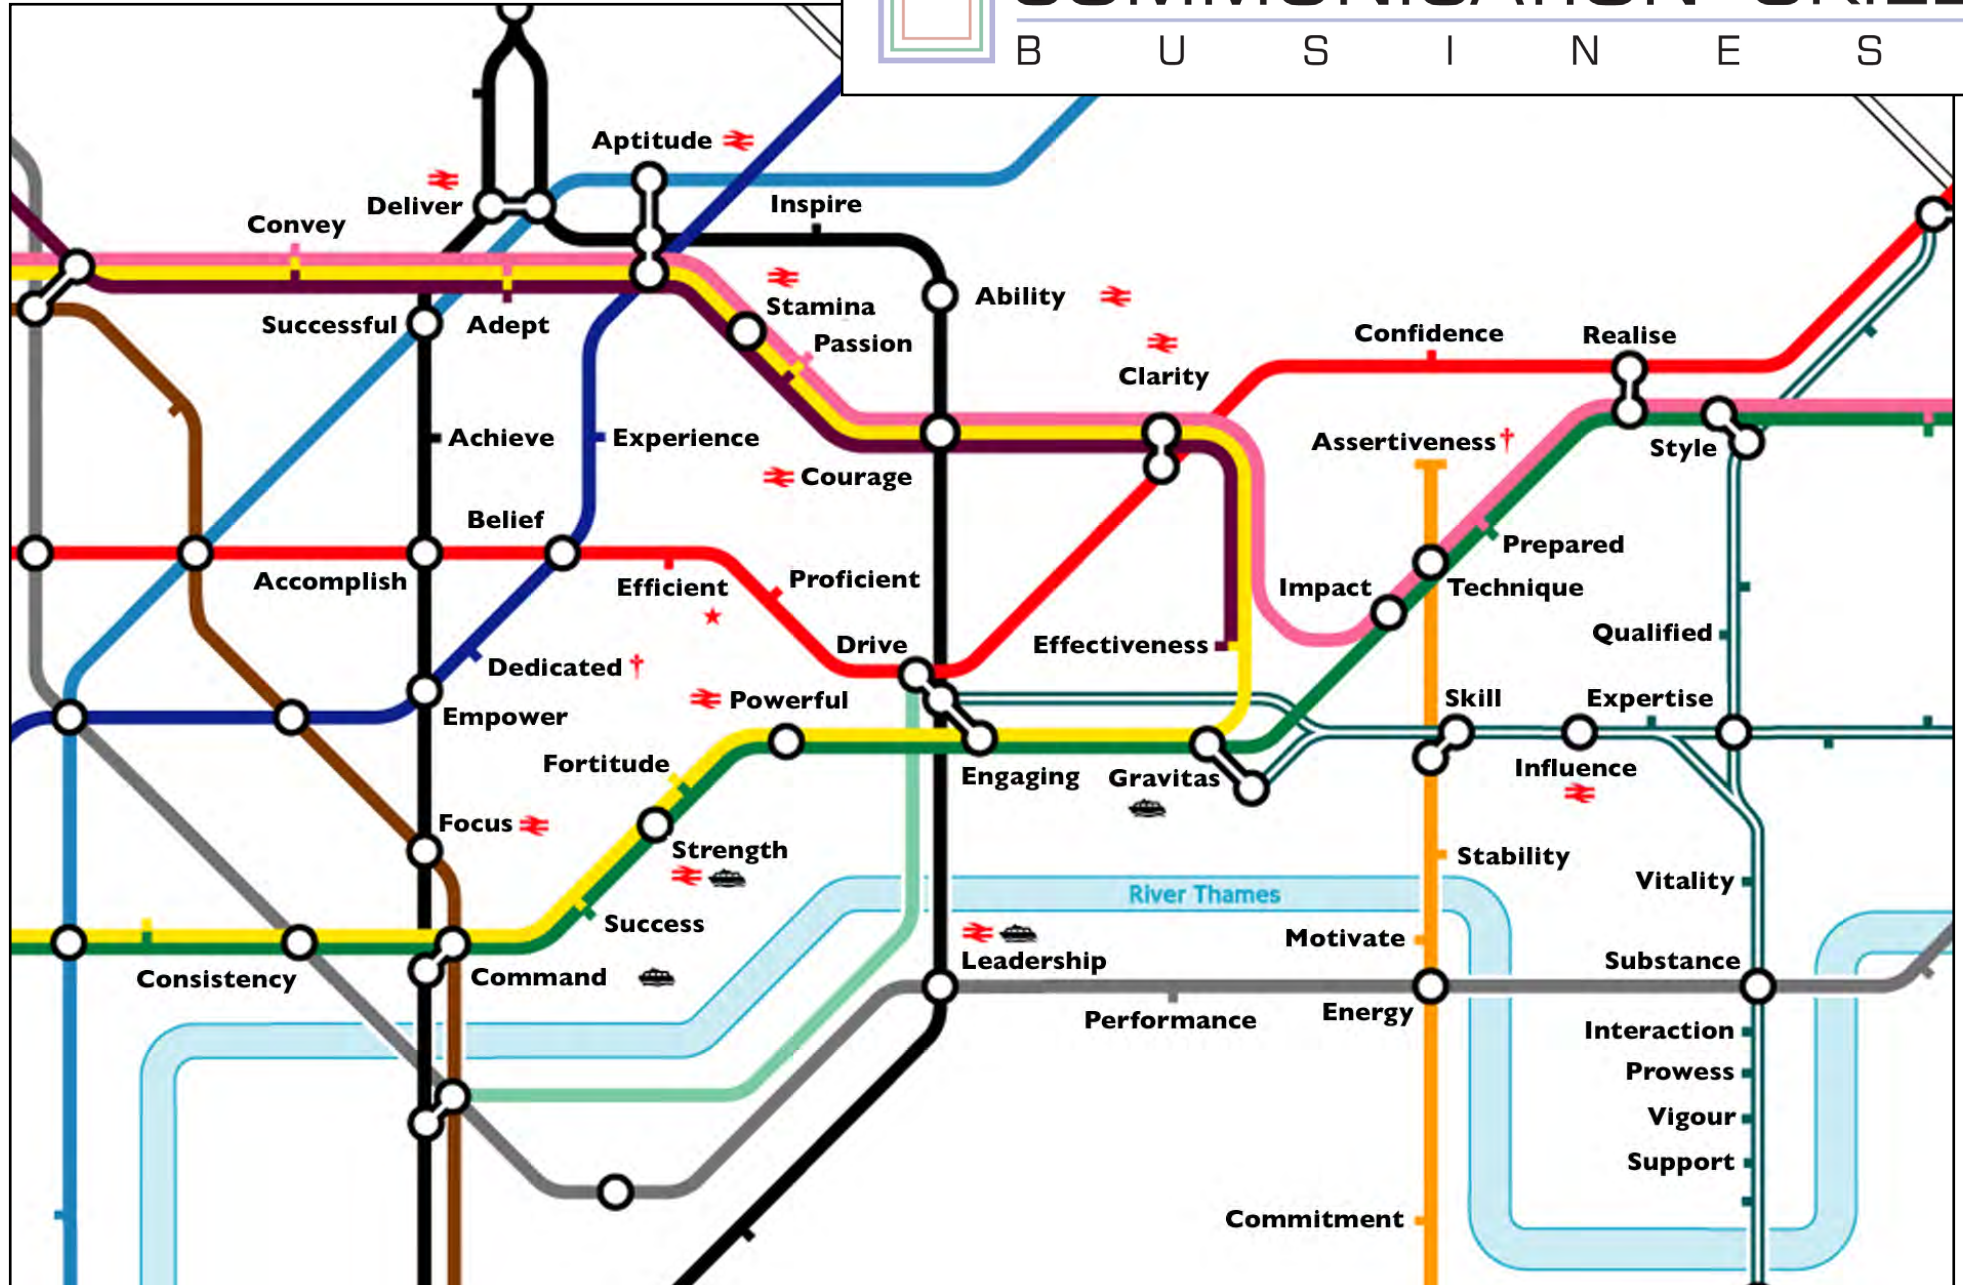 COMMUNICATION SKILL
B U S I N E S
Aptitude
Deliver
Inspire
Convey
Ability
Stamina
Successful
Adept
Passion
Confidence
Realise
Clarity
Achieve
Experience
Assertiveness†
Style
Courage
Belief
Prepared
Accomplish
Efficient
Proficient
Impact
Technique
Qualified
Drive
Effectiveness
Dedicated †
Powerful
Skill
Expertise
Empower
Fortitude
Engaging
Gravitas
Influence
Focus
Strength
Stability
Vitality
River Thames
Success
Motivate
Leadership
Substance
Consistency
Command
Performance
Energy
Interaction
Prowess
Vigour
Support
Commitment